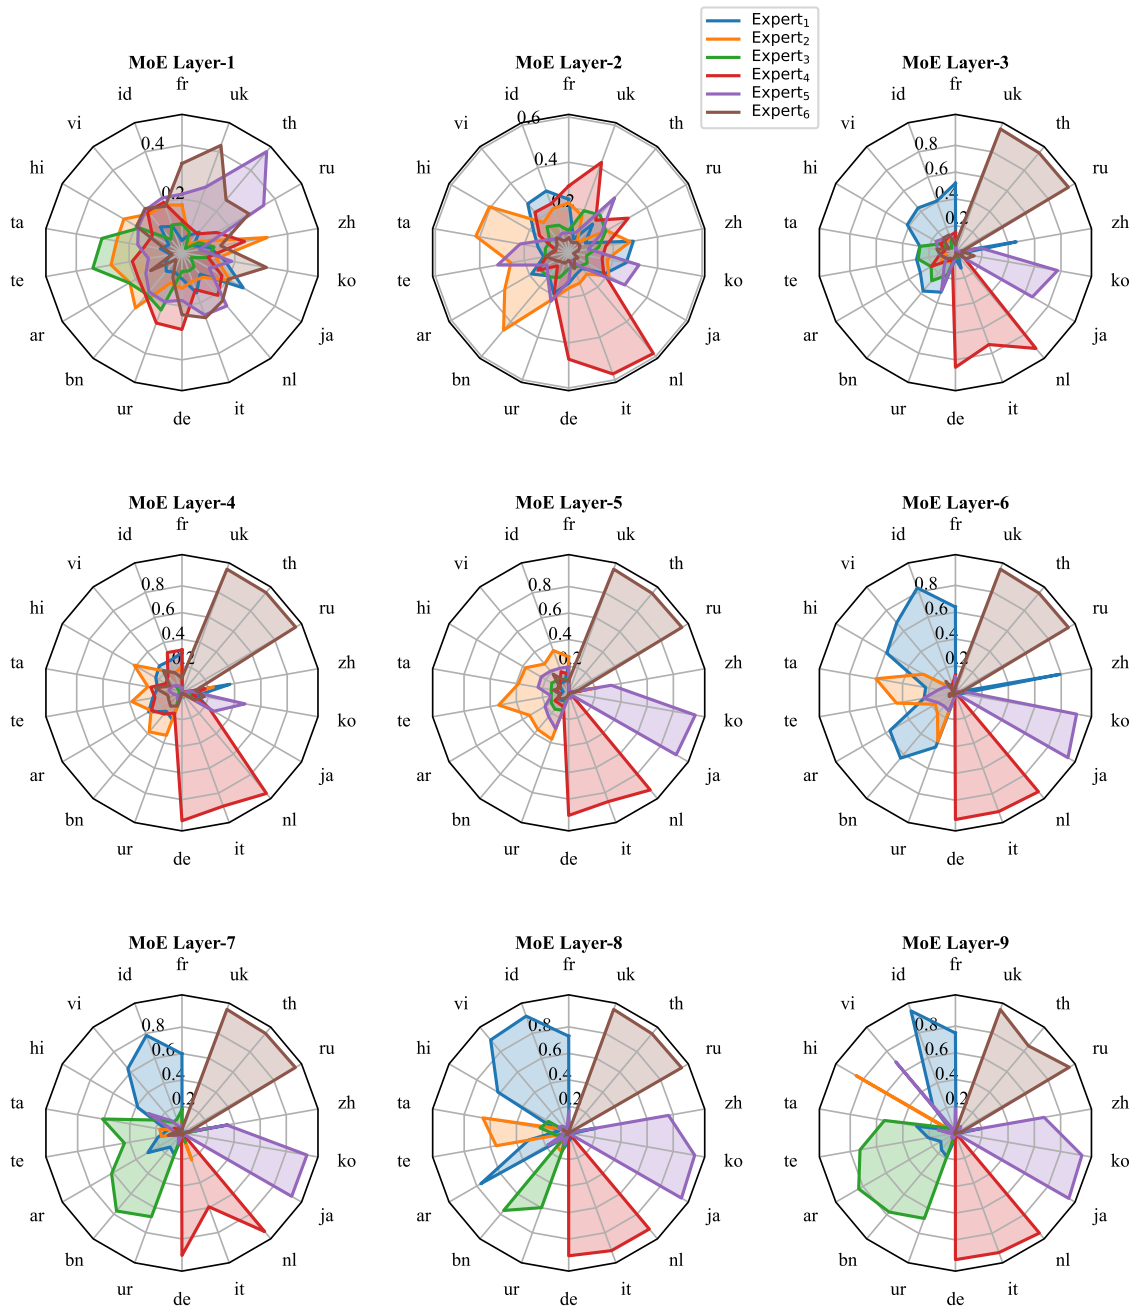 Expert1
Expert2
Expert3
Expert4
Expert5
Expert6
MoE Layer-1
fr
uk
th
ru
zh
ko
ja
nl
it
de
ur
bn
ar
te
ta
hi
vi
id
0.4
0.2
MoE Layer-2
fr
uk
th
ru
zh
ko
ja
nl
it
de
ur
bn
ar
te
ta
hi
vi
id
0.6
0.4
0.2
MoE Layer-3
fr
uk
th
ru
zh
ko
ja
nl
it
de
ur
bn
ar
te
ta
hi
vi
id
0.8
0.6
0.4
0.2
MoE Layer-4
fr
uk
th
ru
zh
ko
ja
nl
it
de
ur
bn
ar
te
ta
hi
vi
id
0.8
0.6
0.4
0.2
MoE Layer-5
fr
uk
th
ru
zh
ko
ja
nl
it
de
ur
bn
ar
te
ta
hi
vi
id
0.8
0.6
0.4
0.2
MoE Layer-6
fr
uk
th
ru
zh
ko
ja
nl
it
de
ur
bn
ar
te
ta
hi
vi
id
0.8
0.6
0.4
0.2
MoE Layer-7
fr
uk
th
ru
zh
ko
ja
nl
it
de
ur
bn
ar
te
ta
hi
vi
id
0.8
0.6
0.4
0.2
MoE Layer-8
fr
uk
th
ru
zh
ko
ja
nl
it
de
ur
bn
ar
te
ta
hi
vi
id
0.8
0.6
0.4
0.2
MoE Layer-9
fr
uk
th
ru
zh
ko
ja
nl
it
de
ur
bn
ar
te
ta
hi
vi
id
0.8
0.6
0.4
0.2